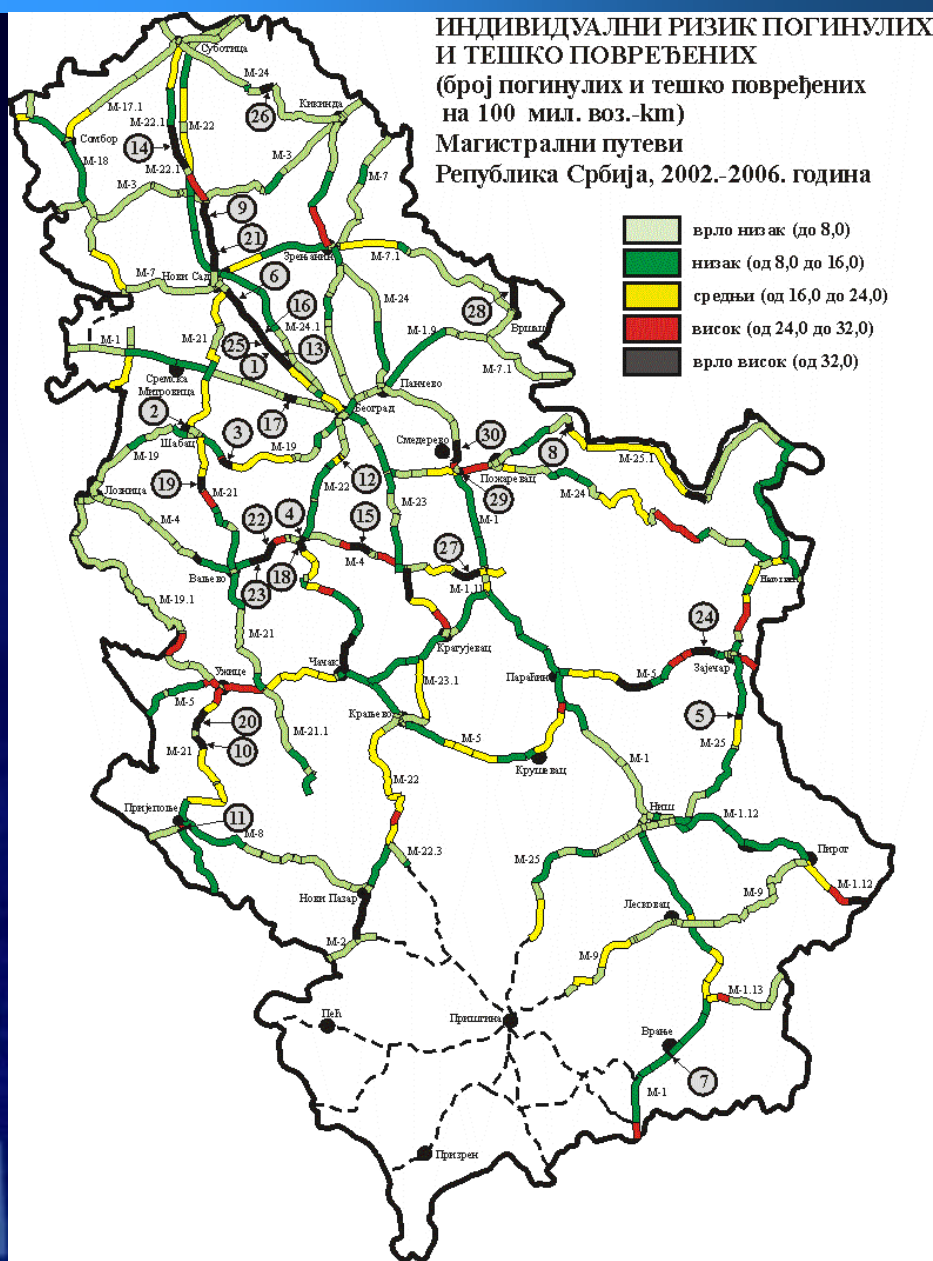 ИНДИВИДУАЛНИ РИЗИК ПОГИНУЛИХ
И ТЕШКО ПОВРЕЂЕНИХ
(број погинулих и тешко повређених
на 100 мил. воз.-km)
Магистрални путеви
Република Србија, 2002.-2006. година
врло низак (до 8,0)
низак (од 8,0 до 16,0)
средњи (од 16,0 до 24,0)
висок (од 24,0 до 32,0)
врло висок (од 32,0)
Суботица
М-24
М-17.1
26
Кикинда
М-22.1
М-22
Сомбор
14
М-18
М-22.1
М-3
М-7
М-3
9
21
Зрењанин
М-7.1
М-7
Нови Сад
6
М-24
28
16
Вршац
М-1
М-21
25
М-24.1
М-1.9
1
13
М-7.1
Сремска
Митровица
Панчево
2
17
Београд
Шабац
3
Смедерево
30
8
М-19
М-19
12
М-25.1
19
М-21
М-22
Пожаревац
Лозница
М-23
29
М-24
М-4
22
4
15
М-1
27
М-4
Ваљево
23
18
М-1.11
Неготин
М-19.1
М-21
24
Крагујевац
Чачак
Зајечар
Ужице
Параћин
М-5
М-5
М-23.1
5
20
М-21.1
Краљево
М-25
10
М-5
М-21
М-1
Крушевац
М-22
Пријепоље
11
Ниш
М-1.12
М-8
М-22.3
Пирот
М-25
М-1.12
Нови Пазар
М-9
Лесковац
М-2
М-9
М-1.13
Пећ
Приштина
Врање
7
М-1
Призрен